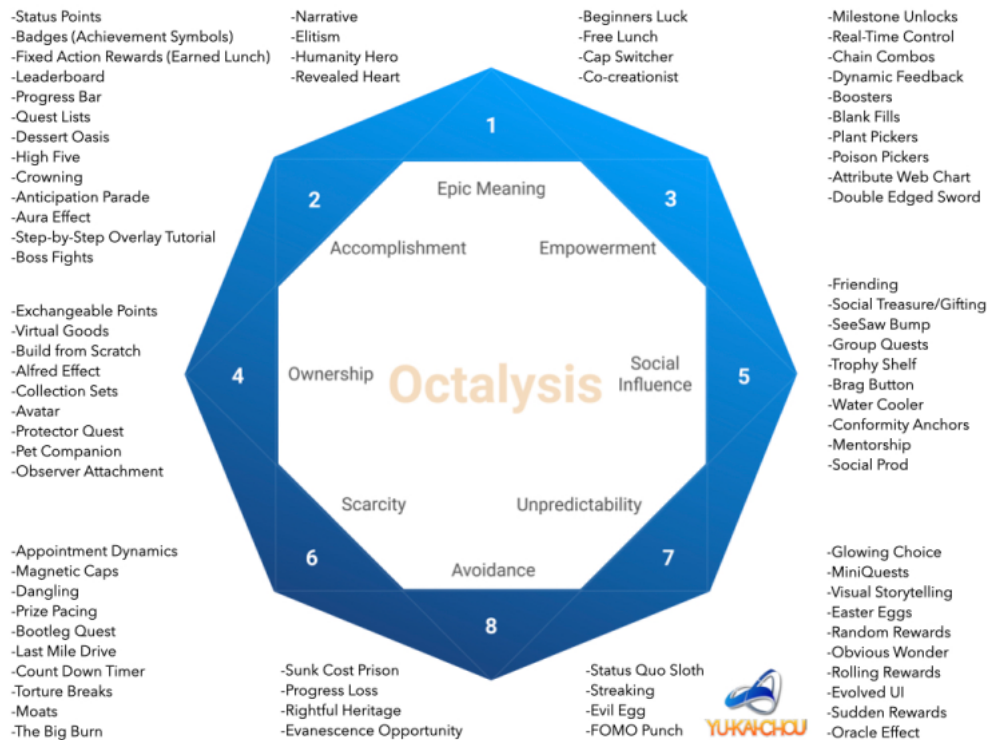 -Status Points
-Badges (Achievement Symbols)
-Fixed Action Rewards (Earned Lunch)
-Leaderboard
-Progress Bar
-Quest Lists
-Dessert Oasis
-High Five
-Crowning
-Anticipation Parade
-Aura Effect
-Step-by-Step Overlay Tutorial
-Boss Fights
-Narrative
-Elitism
-Humanity Hero
-Revealed Heart
-Beginners Luck
-Free Lunch
-Cap Switcher
-Co-creationist
-Milestone Unlocks
-Real-Time Control
-Chain Combos
-Dynamic Feedback
-Boosters
-Blank Fills
-Plant Pickers
-Poison Pickers
-Attribute Web Chart
-Double Edged Sword
1
Epic Meaning
2
Accomplishment
3
Empowerment
-Exchangeable Points
-Virtual Goods
-Build from Scratch
-Alfred Effect
-Collection Sets
-Avatar
-Protector Quest
-Pet Companion
-Observer Attachment
4
Ownership
Octalysis
Social
Influence
5
-Friending
-Social Treasure/Gifting
-SeeSaw Bump
-Group Quests
-Trophy Shelf
-Brag Button
-Water Cooler
-Conformity Anchors
-Mentorship
-Social Prod
Scarcity
6
Unpredictability
7
Avoidance
8
-Appointment Dynamics
-Magnetic Caps
-Dangling
-Prize Pacing
-Bootleg Quest
-Last Mile Drive
-Count Down Timer
-Torture Breaks
-Moats
-The Big Burn
-Sunk Cost Prison
-Progress Loss
-Rightful Heritage
-Evanescence Opportunity
-Status Quo Sloth
-Streaking
-Evil Egg
-FOMO Punch
YU-KAI-CHOU
-Glowing Choice
-MiniQuests
-Visual Storytelling
-Easter Eggs
-Random Rewards
-Obvious Wonder
-Rolling Rewards
-Evolved UI
-Sudden Rewards
-Oracle Effect